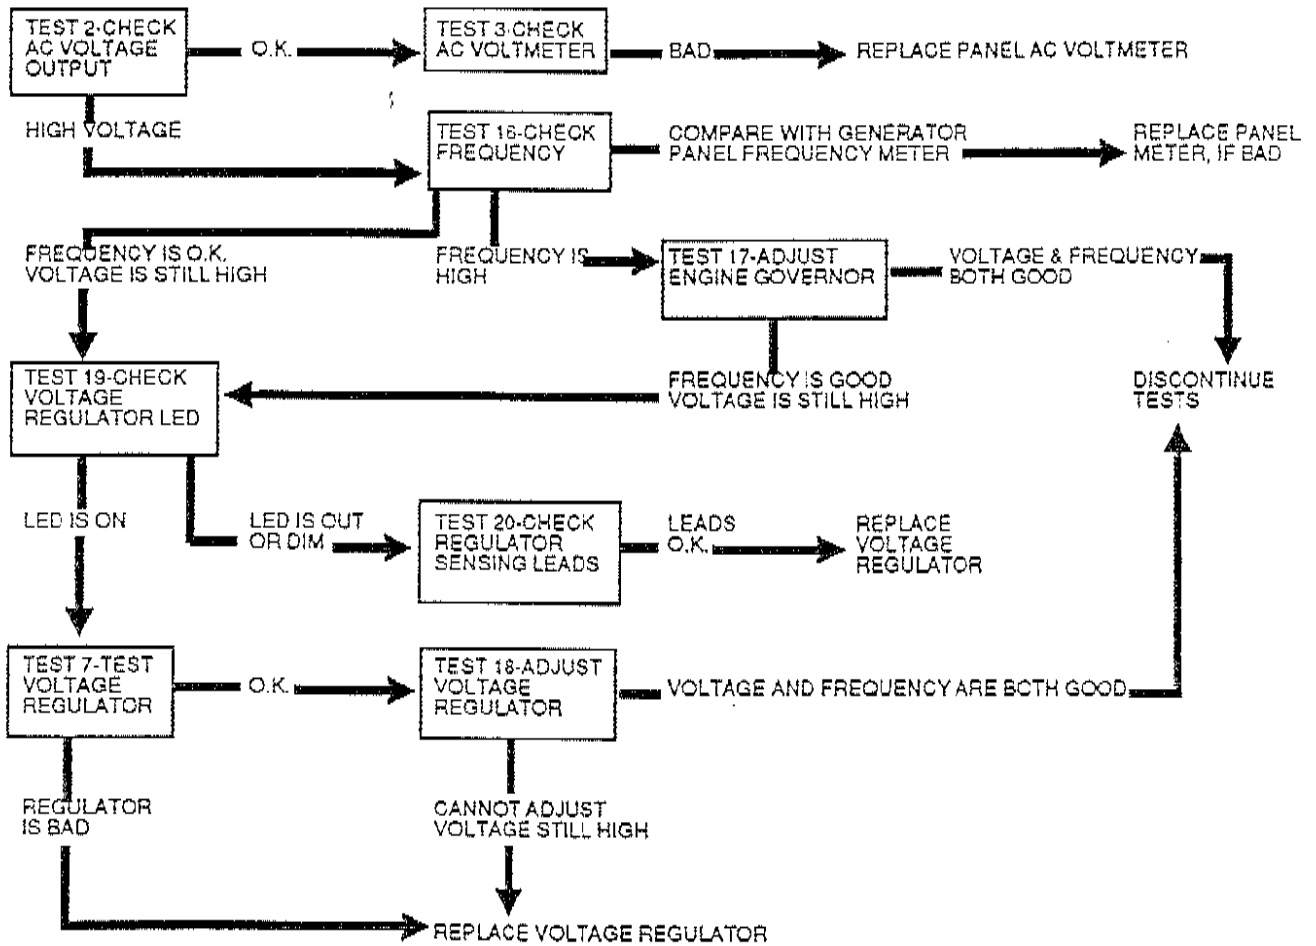 TEST 2-CHECK
AC VOLTAGE
OUTPUT
O.K.
TEST 3-CHECK
AC VOLTMETER
BAD
REPLACE PANEL AC VOLTMETER
HIGH VOLTAGE
TEST 16-CHECK
FREQUENCY
COMPARE WITH GENERATOR
PANEL FREQUENCY METER
REPLACE PANEL
METER, IF BAD
FREQUENCY IS O.K.
VOLTAGE IS STILL HIGH
FREQUENCY IS
HIGH
TEST 17-ADJUST
ENGINE GOVERNOR
VOLTAGE & FREQUENCY
BOTH GOOD
TEST 19-CHECK
VOLTAGE
REGULATOR LED
FREQUENCY IS GOOD
VOLTAGE IS STILL HIGH
DISCONTINUE
TESTS
LED IS ON
LED IS OUT
OR DIM
TEST 20-CHECK
REGULATOR
SENSING LEADS
LEADS
O.K.
REPLACE
VOLTAGE
REGULATOR
TEST 7-TEST
VOLTAGE
REGULATOR
O.K.
TEST 18-ADJUST
VOLTAGE
REGULATOR
VOLTAGE AND FREQUENCY ARE BOTH GOOD
REGULATOR
IS BAD
CANNOT ADJUST
VOLTAGE STILL HIGH
REPLACE VOLTAGE REGULATOR